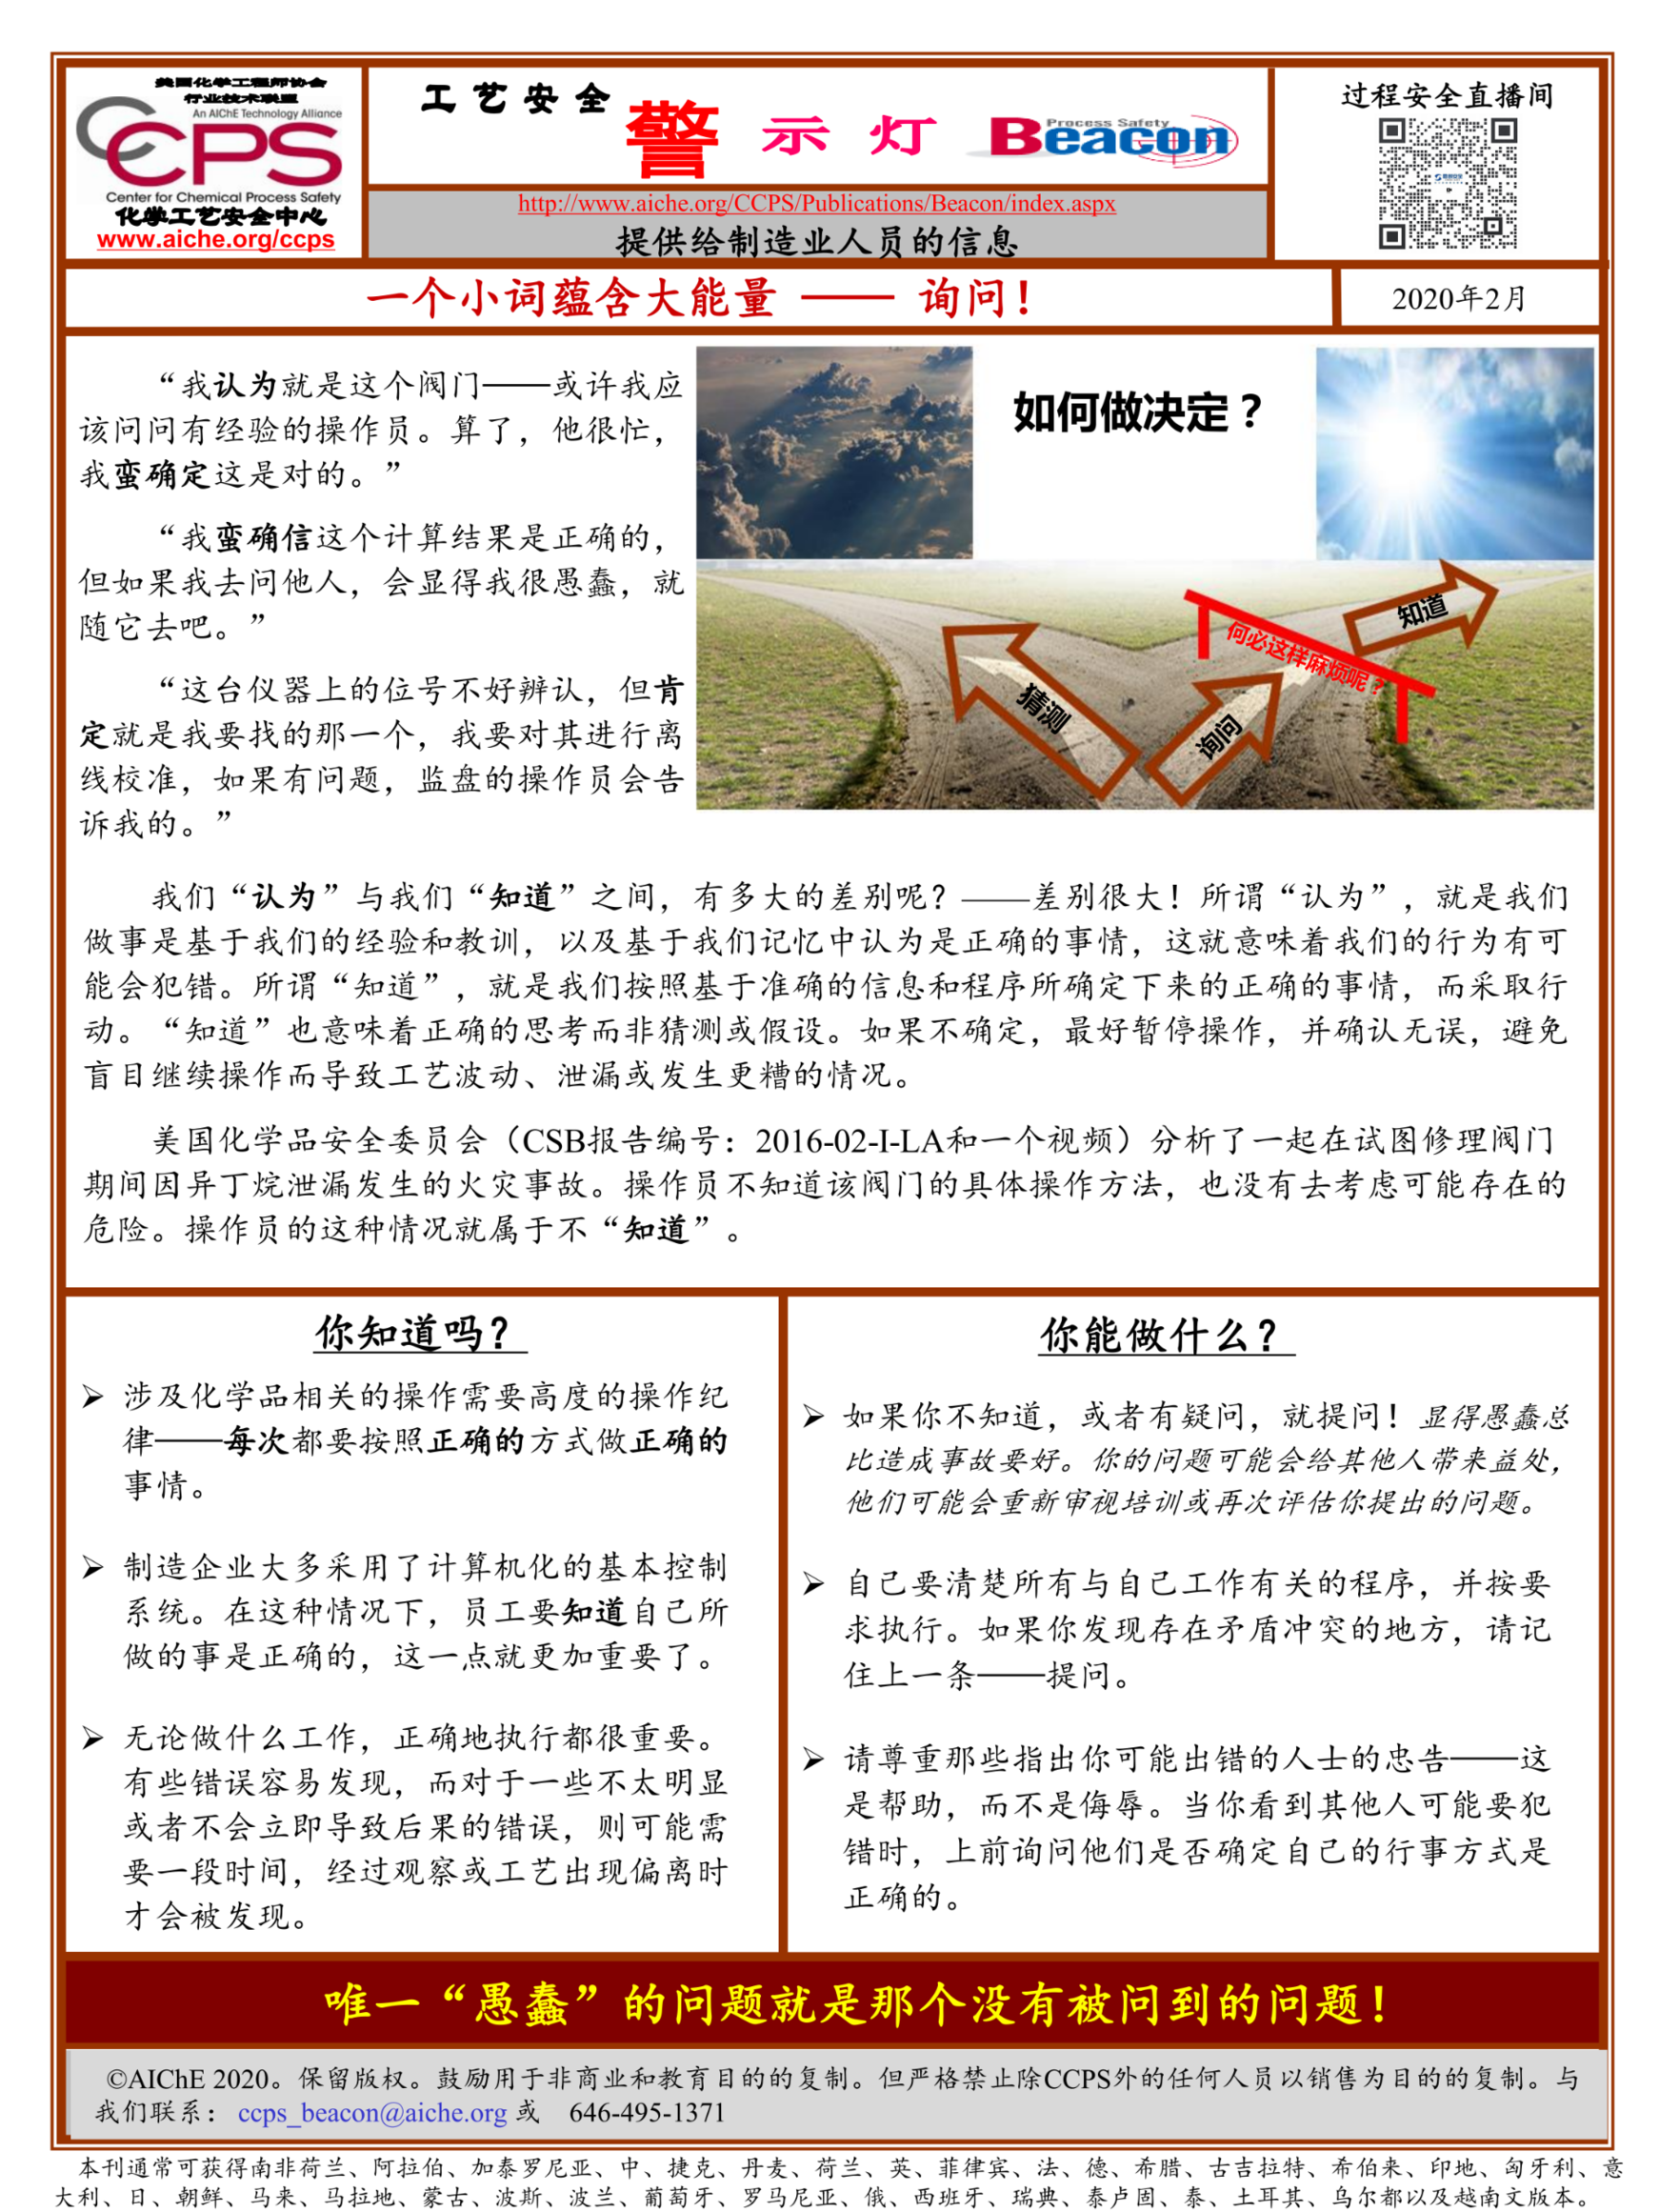 美国化学工程师协会
行业技术联盟
An AIChE Technology Alliance
CCPS
Center for Chemical Process Safety
化学工艺安全中心
www.aiche.org/ccps
工艺安全
警示灯
Process Safety
Beacon
http://www.aiche.org/CCPS/Publications/Beacon/index.aspx
提供给制造业人员的信息
过程安全直播间
一个小词蕴含大能量 —— 询问！
2020年2月
“我认为就是这个阀门——或许我应
该问问有经验的操作员。算了，他很忙，
我蛮确定这是对的。”
“我蛮确信这个计算结果是正确的，
但如果我去问他人，会显得我很愚蠢，就
随它去吧。”
“这台仪器上的位号不好辨认，但肯
定就是我要找的那一个，我要对其进行离
线校准，如果有问题，监盘的操作员会告
诉我的。”
如何做决定？
猜测
询问
何必这样麻烦呢？
知道
我们“认为”与我们“知道”之间，有多大的差别呢？——差别很大！所谓“认为”，就是我们
做事是基于我们的经验和教训，以及基于我们记忆中认为是正确的事情，这就意味着我们的行为有可
能会犯错。所谓“知道”，就是我们按照基于准确的信息和程序所确定下来的正确的事情，而采取行
动。“知道”也意味着正确的思考而非猜测或假设。如果不确定，最好暂停操作，并确认无误，避免
盲目继续操作而导致工艺波动、泄漏或发生更糟的情况。
美国化学品安全委员会（CSB报告编号：2016-02-I-LA和一个视频）分析了一起在试图修理阀门
期间因异丁烷泄漏发生的火灾事故。操作员不知道该阀门的具体操作方法，也没有去考虑可能存在的
危险。操作员的这种情况就属于不“知道”。
你知道吗？
➢ 涉及化学品相关的操作需要高度的操作纪
律——每次都要按照正确的方式做正确的
事情。
➢ 制造企业大多采用了计算机化的基本控制
系统。在这种情况下，员工要知道自己所
做的事是正确的，这一点就更加重要了。
➢ 无论做什么工作，正确地执行都很重要。
有些错误容易发现，而对于一些不太明显
或者不会立即导致后果的错误，则可能需
要一段时间，经过观察或工艺出现偏离时
才会被发现。
你能做什么？
➢ 如果你不知道，或者有疑问，就提问！显得愚蠢总
比造成事故要好。你的问题可能会给其他人带来益处，
他们可能会重新审视培训或再次评估你提出的问题。
➢ 自己要清楚所有与自己工作有关的程序，并按要
求执行。如果你发现存在矛盾冲突的地方，请记
住上一条——提问。
➢ 请尊重那些指出你可能出错的人士的忠告——这
是帮助，而不是侮辱。当你看到其他人可能要犯
错时，上前询问他们是否确定自己的行事方式是
正确的。
唯一“愚蠢”的问题就是那个没有被问到的问题！
©AIChE 2020。保留版权。鼓励用于非商业和教育目的的复制。但严格禁止除CCPS外的任何人员以销售为目的的复制。与
我们联系： ccps_beacon@aiche.org 或 646-495-1371
本刊通常可获得南非荷兰、阿拉伯、加泰罗尼亚、中、捷克、丹麦、荷兰、英、菲律宾、法、德、希腊、古吉拉特、希伯来、印地、匈牙利、意
大利、日、朝鲜、马来、马拉地、蒙古、波斯、波兰、葡萄牙、罗马尼亚、俄、西班牙、瑞典、泰卢固、泰、土耳其、乌尔都以及越南文版本。